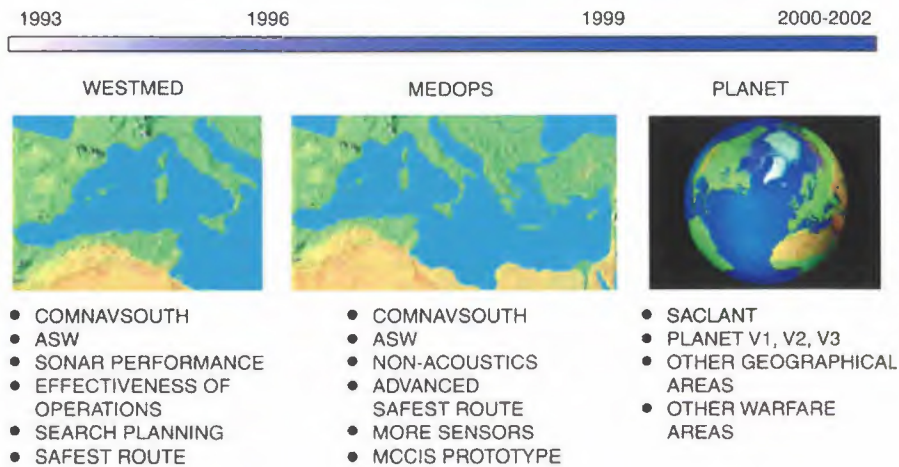 1993 1996 1999 2000-2002
WESTMED MEDOPS PLANET
• COMNAVSOUTH
• ASW
• SONAR PERFORMANCE
• EFFECTIVENESS OF
OPERATIONS
• SEARCH PLANNING
• SAFEST ROUTE
• COMNAVSOUTH
• ASW
• NON-ACOUSTICS
• ADVANCED
SAFEST ROUTE
• MORE SENSORS
• MCCIS PROTOTYPE
• SACLANT
• PLANET V1, V2, V3
• OTHER GEOGRAPHICAL
AREAS
• OTHER WARFARE
AREAS